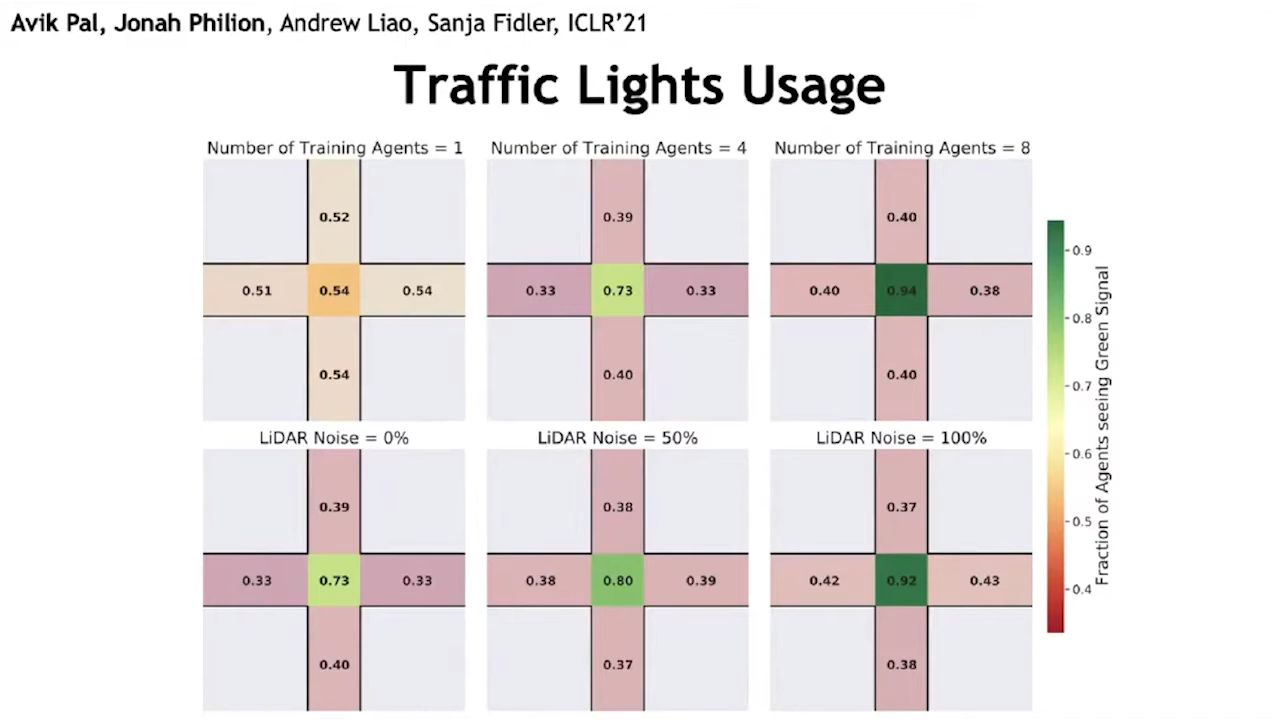 Avik Pal, Jonah Philion, Andrew Liao, Sanja Fidler, ICLR'21
Traffic Lights Usage
Number of Training Agents = 1
0.52
0.51 0.54 0.54
0.54
Number of Training Agents = 4
0.39
0.33 0.73 0.33
0.40
Number of Training Agents = 8
0.40
0.40 0.94 0.38
0.40
LiDAR Noise = 0%
0.39
0.33 0.73 0.33
0.40
LiDAR Noise = 50%
0.38
0.38 0.80 0.39
0.37
LiDAR Noise = 100%
0.37
0.42 0.92 0.43
0.38
0.9
0.8
0.7
0.6
0.5
0.4
Fraction of Agents seeing Green Signal